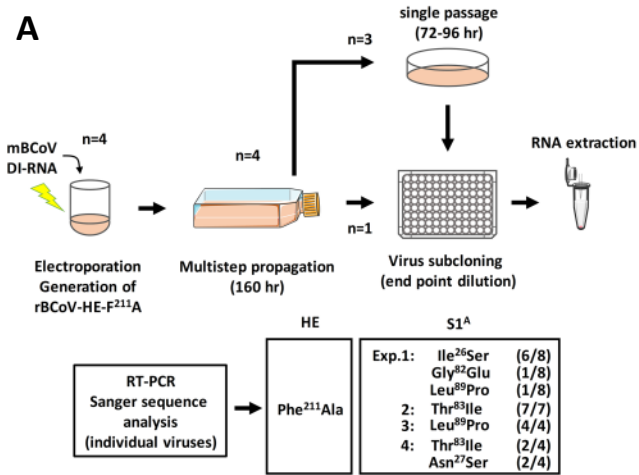 A
single passage
(72-96 hr)
n=3
mBCoV
DI-RNA
n=4
n=4
RNA extraction
n=1
Electroporation
Generation of
rBCoV-HE-F²¹¹A
Multistep propagation
(160 hr)
Virus subcloning
(end point dilution)
HE
S1ᴬ
RT-PCR
Sanger sequence
analysis
(individual viruses)
Phe²¹¹Ala
Exp.1: Ile²⁶Ser (6/8)
Gly⁸²Glu (1/8)
Leu⁸⁹Pro (1/8)
2: Thr⁸³Ile (7/7)
3: Leu⁸⁹Pro (4/4)
4: Thr⁸³Ile (2/4)
Asn²⁷Ser (2/4)